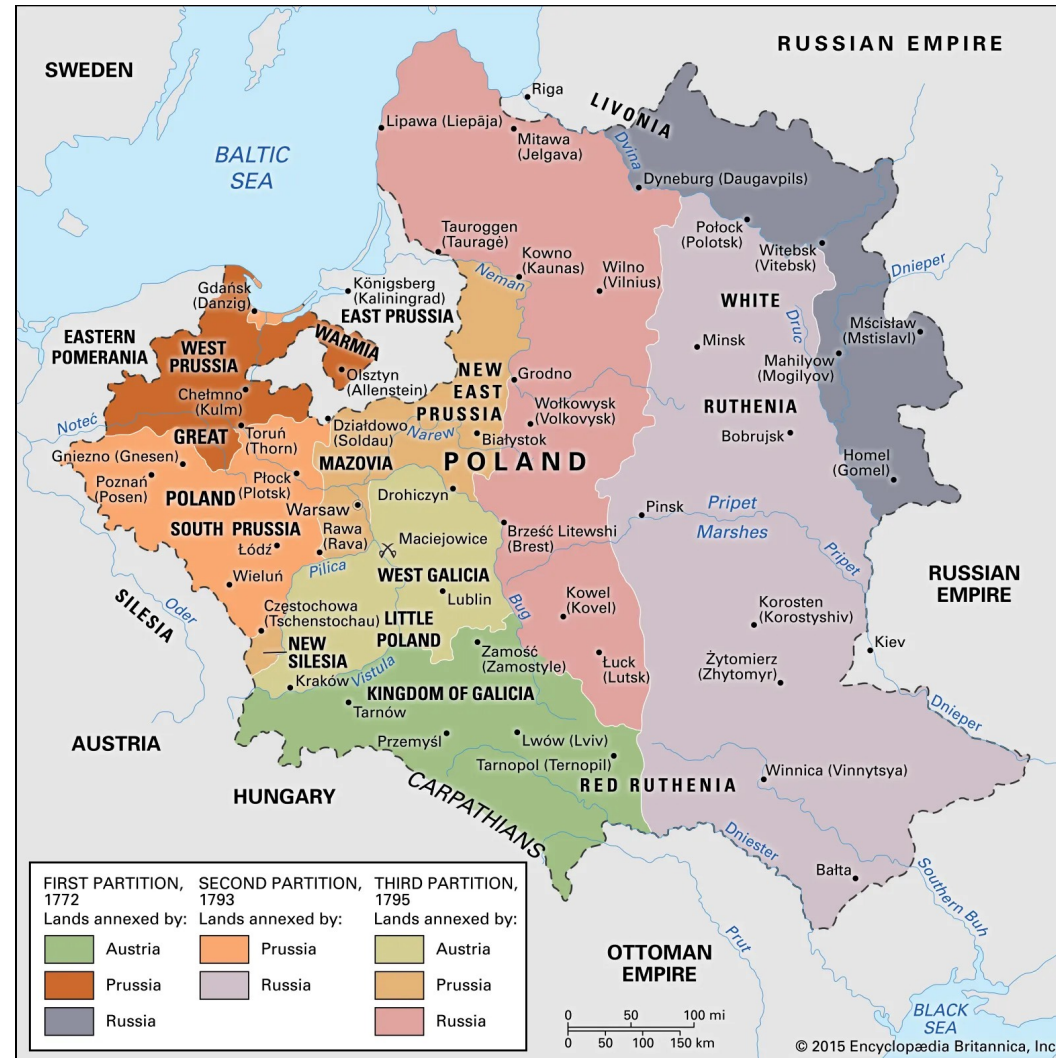 SWEDEN
RUSSIAN EMPIRE
Riga
LIVONIA
Lipawa (Liepāja)
Mitawa
(Jelgava)
BALTIC
SEA
Dvina
Dyneburg (Daugavpils)
Tauroggen
(Tauragė)
Połock
(Polotsk)
Witebsk
(Vitebsk)
Kowno
(Kaunas)
Wilno
(Vilnius)
Neman
Dnieper
Gdańsk
(Danzig)
Königsberg
(Kaliningrad)
EAST PRUSSIA
WHITE
Druc
Mścisław
(Mstislavl)
EASTERN
POMERANIA
WEST
PRUSSIA
WARMIA
Minsk
Mahilyow
(Mogilyov)
Olsztyn
(Allenstein)
NEW
EAST
PRUSSIA
Grodno
Chełmno
(Kulm)
Wołkowysk
(Volkovysk)
RUTHENIA
Noteć
GREAT
Toruń
(Thorn)
Działdowo
(Soldau)
Narew
Białystok
Bobrujsk
Homel
(Gomel)
Gniezno (Gnesen)
MAZOVIA
POLAND
Poznań
(Posen)
POLAND
Płock
(Plotsk)
Drohiczyn
Warsaw
Pinsk
Pripet
Marshes
SOUTH PRUSSIA
Rawa
(Rava)
Maciejowice
Brześć Litewshi
(Brest)
Łódź
Pilica
Pripet
RUSSIAN
EMPIRE
Wieluń
WEST GALICIA
Lublin
Bug
Kowel
(Kovel)
SILESIA
Oder
Częstochowa
(Tschenstochau)
LITTLE
POLAND
Korosten
(Korostyshiv)
Kiev
NEW
SILESIA
Zamość
(Zamostyle)
Łuck
(Lutsk)
Żytomierz
(Zhytomyr)
Kraków
Vistula
KINGDOM OF GALICIA
Tarnów
Dnieper
AUSTRIA
Przemyśl
Lwów (Lviv)
Tarnopol (Ternopil)
Winnica (Vinnytsya)
HUNGARY
CARPATHIANS
RED RUTHENIA
Dniester
Bałta
Southern Buh
Prut
OTTOMAN
EMPIRE
BLACK
SEA
FIRST PARTITION,
1772
Lands annexed by:
Austria
Prussia
Russia
SECOND PARTITION,
1793
Lands annexed by:
Prussia
Russia
THIRD PARTITION,
1795
Lands annexed by:
Austria
Prussia
Russia
0 50 100 mi
0 50 100 150 km
© 2015 Encyclopædia Britannica, Inc